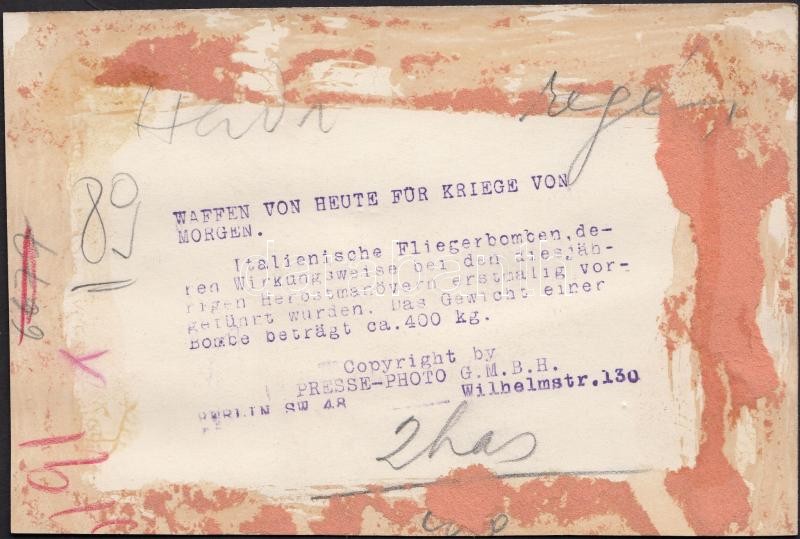 89
6679
WAFFEN VON HEUTE FÜR KRIEGE VON
MORGEN.
Italienische Fliegerbomben,de-
ren Wirkungsweise bei den diesjäh-
rigen Herbstmanövern erstmalig vor-
geführt wurden. Das Gewicht einer
Bombe beträgt ca.400 kg.
Copyright by
PRESSE-PHOTO G.M.B.H.
BERLIN SW 48 Wilhelmstr.130
2has